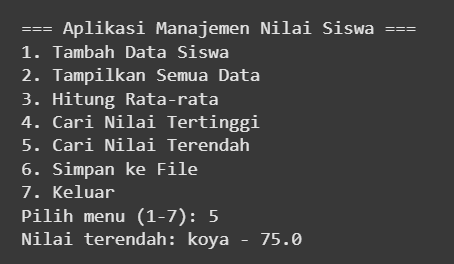 === Aplikasi Manajemen Nilai Siswa ===
1. Tambah Data Siswa
2. Tampilkan Semua Data
3. Hitung Rata-rata
4. Cari Nilai Tertinggi
5. Cari Nilai Terendah
6. Simpan ke File
7. Keluar
Pilih menu (1-7): 5
Nilai terendah: koya - 75.0